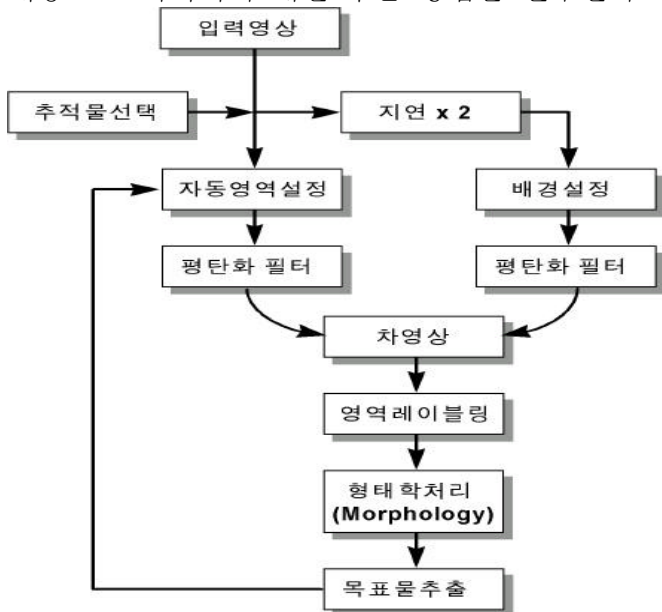 입력영상
추적물선택
지연 x 2
자동영역설정
배경설정
평탄화 필터
평탄화 필터
차영상
영역레이블링
형태학처리
(Morphology)
목표물추출